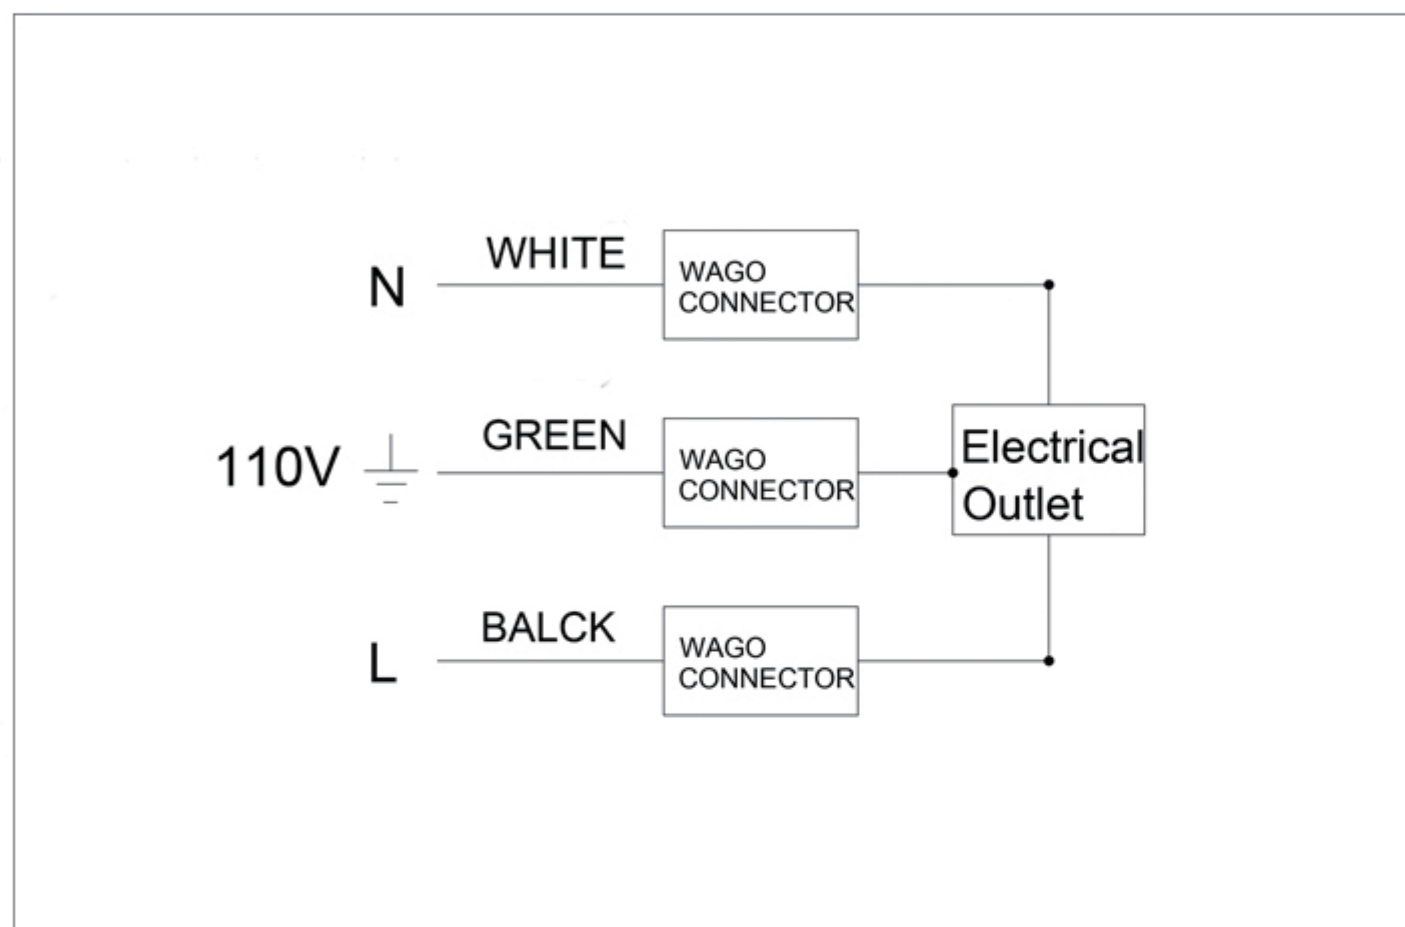 N
WHITE
WAGO
CONNECTOR
110V
GREEN
WAGO
CONNECTOR
Electrical
Outlet
L
BALCK
WAGO
CONNECTOR